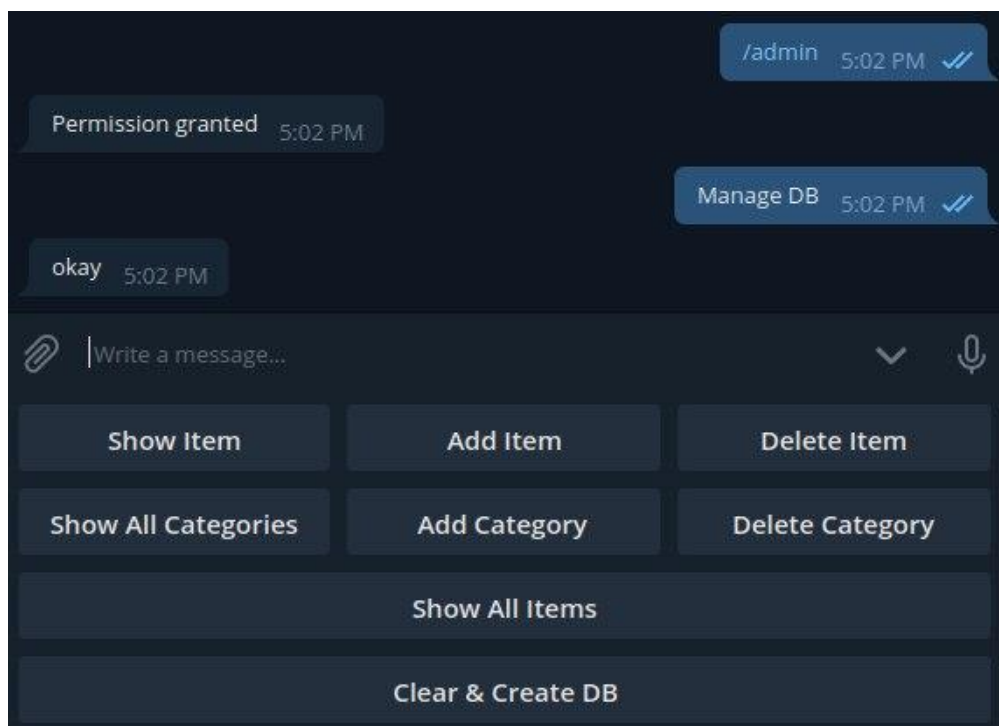 /admin 5:02 PM
Permission granted 5:02 PM
Manage DB 5:02 PM
okay 5:02 PM
Write a message...
Show Item Add Item Delete Item
Show All Categories Add Category Delete Category
Show All Items
Clear & Create DB